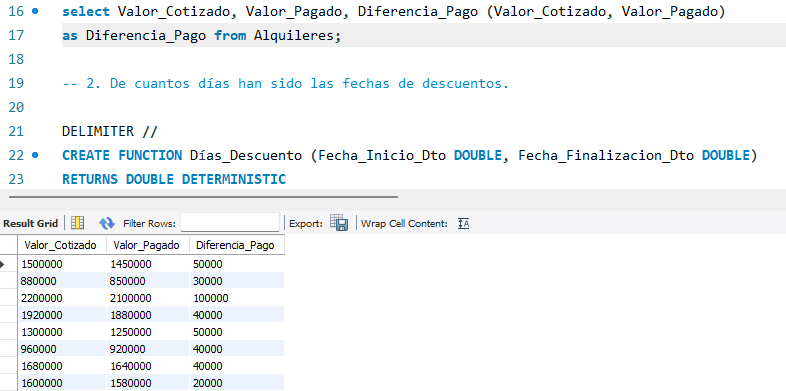 16 select Valor_Cotizado, Valor_Pagado, Diferencia_Pago (Valor_Cotizado, Valor_Pagado)
17 as Diferencia_Pago from Alquileres;
18
19 -- 2. De cuantos días han sido las fechas de descuentos.
20
21 DELIMITER //
22 CREATE FUNCTION Días_Descuento (Fecha_Inicio_Dto DOUBLE, Fecha_Finalizacion_Dto DOUBLE)
23 RETURNS DOUBLE DETERMINISTIC
Result Grid Filter Rows: Export: Wrap Cell Content:
Valor_Cotizado Valor_Pagado Diferencia_Pago
1500000 1450000 50000
880000 850000 30000
2200000 2100000 100000
1920000 1880000 40000
1300000 1250000 50000
960000 920000 40000
1680000 1640000 40000
1600000 1580000 20000